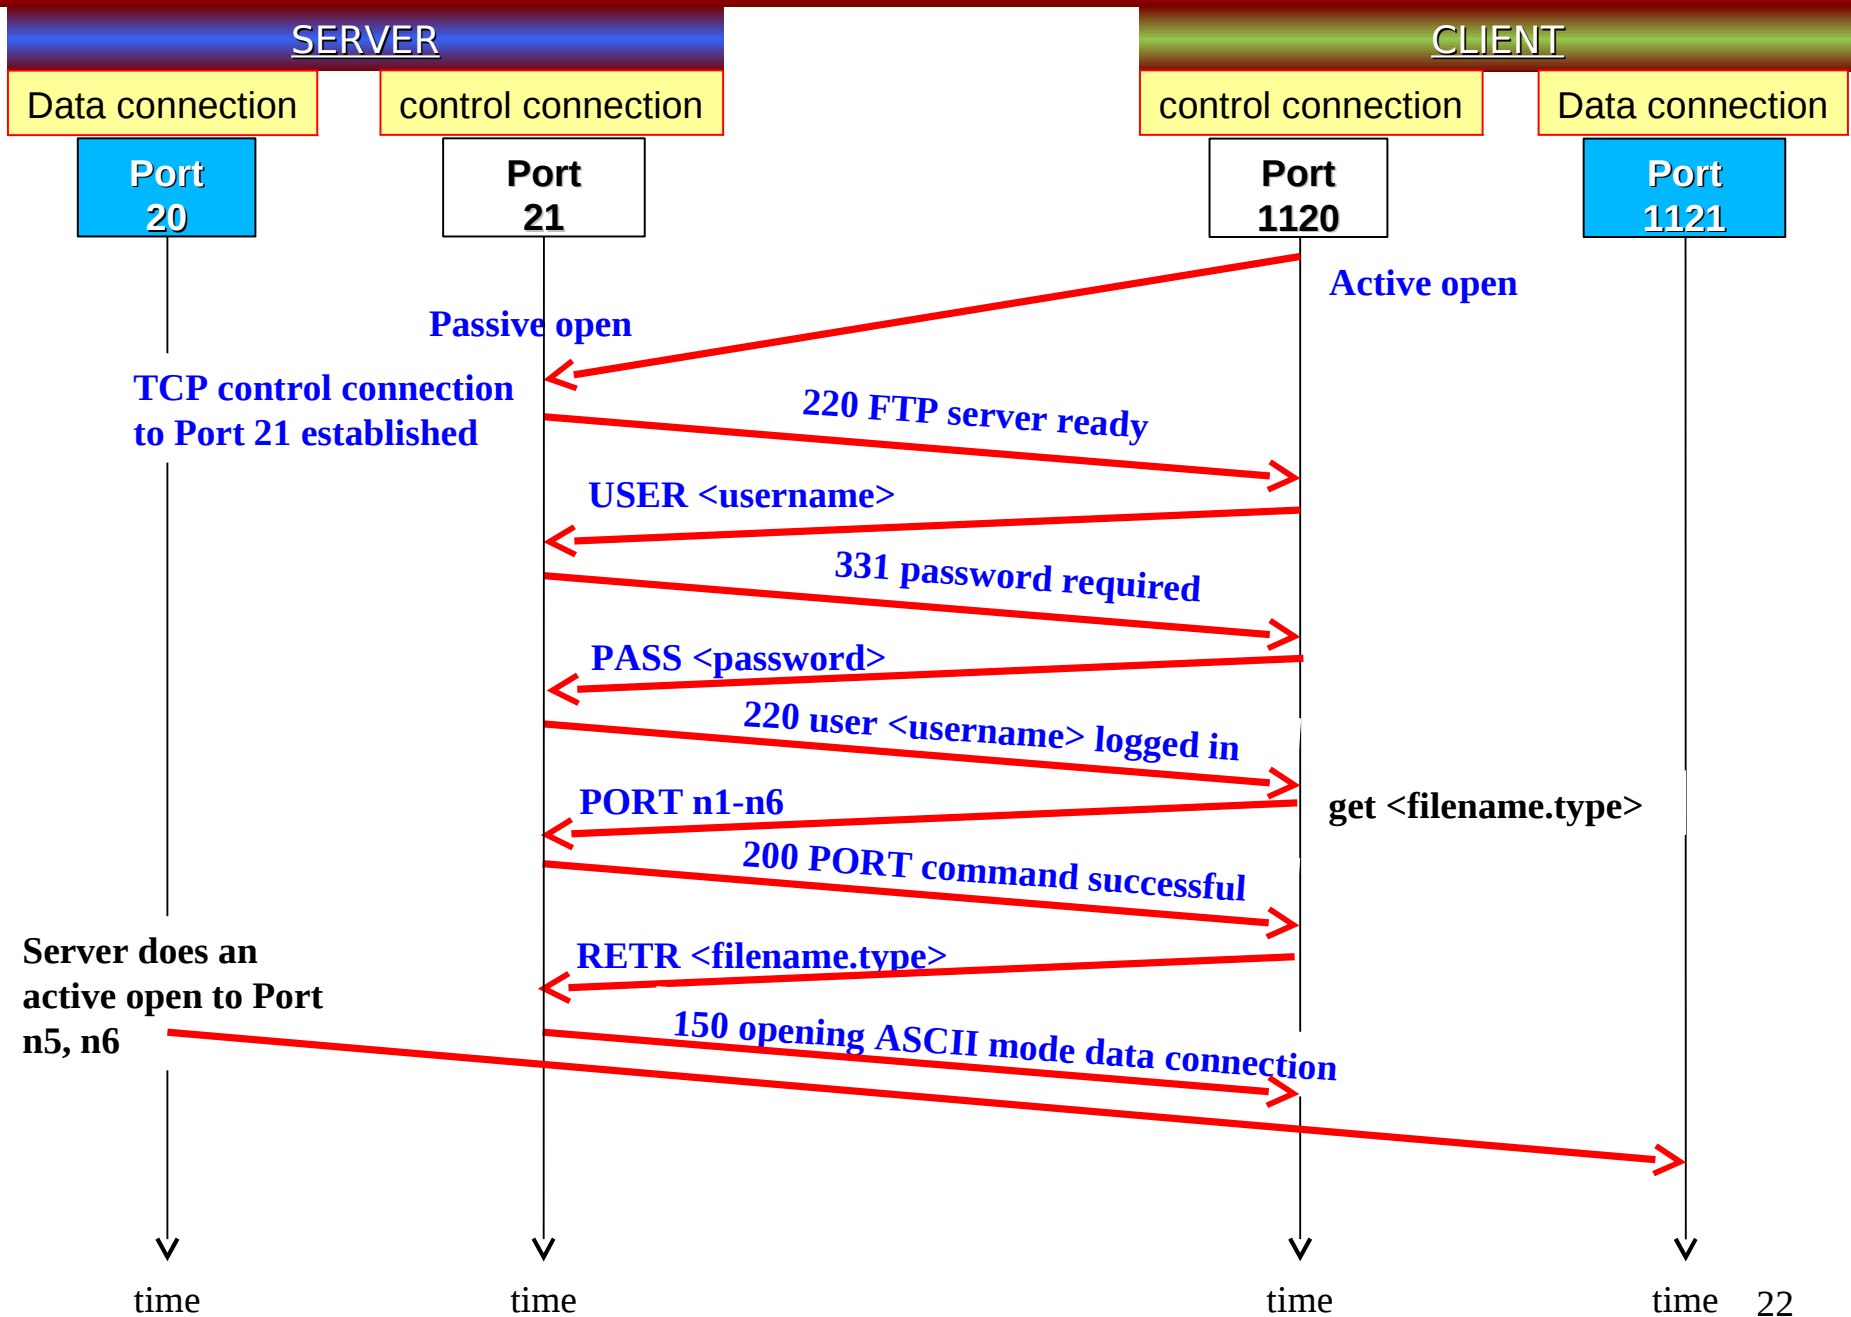 SERVER
CLIENT
Data connection
control connection
control connection
Data connection
Port
20
Port
21
Port
1120
Port
1121
Active open
Passive open
TCP control connection
to Port 21 established
220 FTP server ready
USER <username>
331 password required
PASS <password>
220 user <username> logged in
PORT n1-n6
get <filename.type>
200 PORT command successful
Server does an
active open to Port
n5, n6
RETR <filename.type>
150 opening ASCII mode data connection
time
time
time
time
22